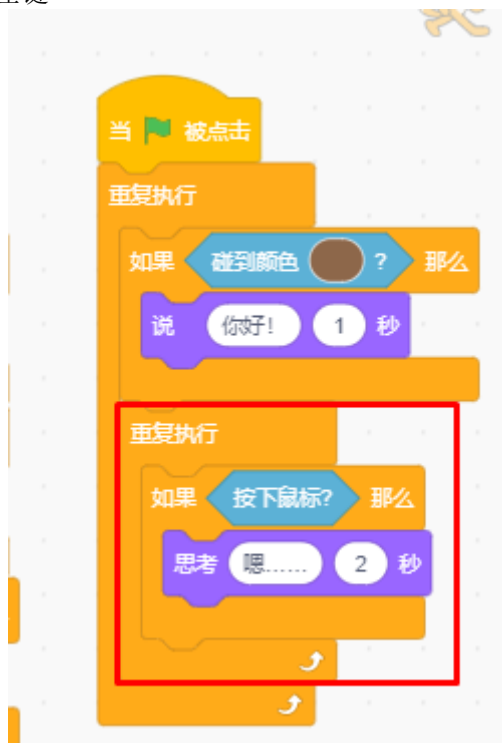 当 被点击
重复执行
如果 碰到颜色 ? 那么
说 你好! 1 秒
重复执行
如果 按下鼠标? 那么
思考 嗯...... 2 秒